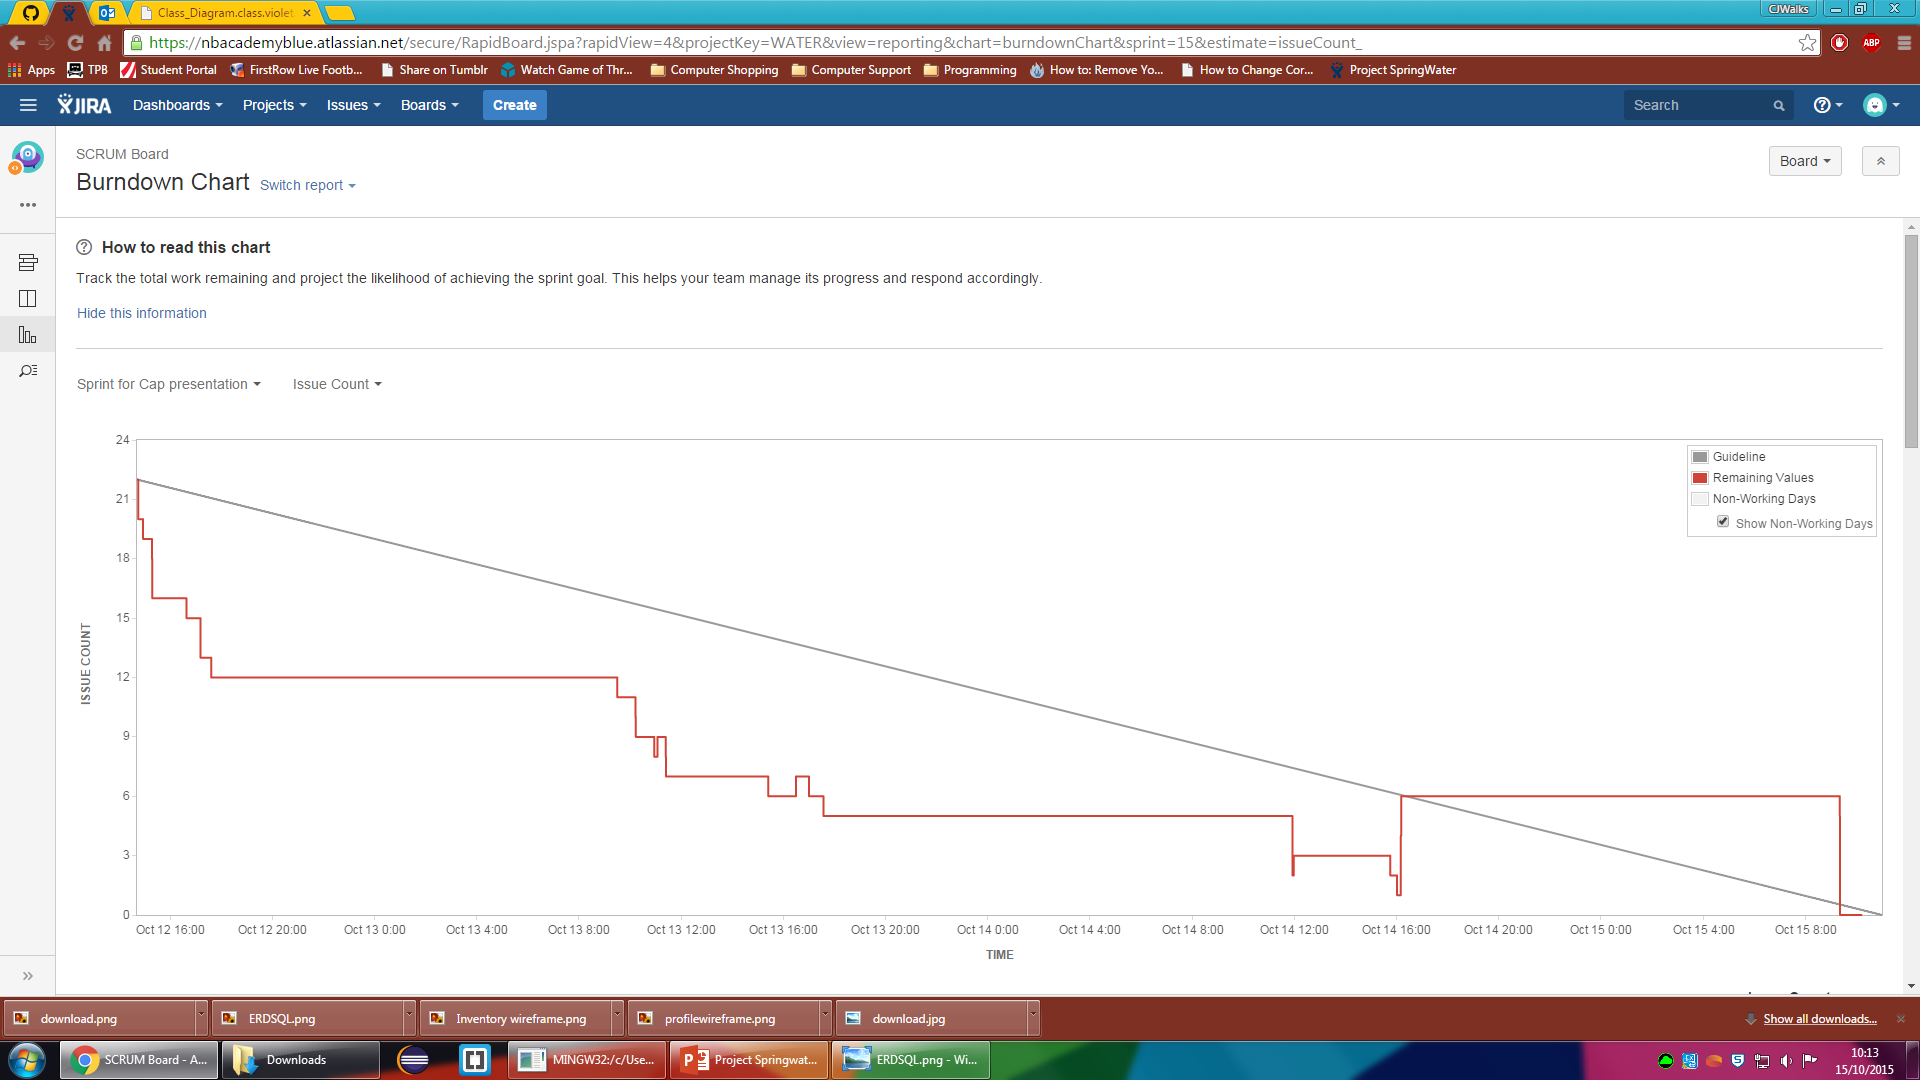 Class_Diagram.class.violet
CJWalks
https://nbacademyblue.atlassian.net/secure/RapidBoard.jspa?rapidView=4&projectKey=WATER&view=reporting&chart=burndownChart&sprint=15&estimate=issueCount_
ABP
Apps TPB Student Portal FirstRow Live Footb... Share on Tumblr Watch Game of Thr... Computer Shopping Computer Support Programming How to: Remove Yo... How to Change Cor... Project SpringWater
JIRA Dashboards Projects Issues Boards Create Search
SCRUM Board
Burndown Chart Switch report
Board
How to read this chart
Track the total work remaining and project the likelihood of achieving the sprint goal. This helps your team manage its progress and respond accordingly.
Hide this information
Sprint for Cap presentation Issue Count
Guideline
Remaining Values
Non-Working Days
Show Non-Working Days
24
21
18
15
12
9
6
3
0
ISSUE COUNT
Oct 12 16:00 Oct 12 20:00 Oct 13 0:00 Oct 13 4:00 Oct 13 8:00 Oct 13 12:00 Oct 13 16:00 Oct 13 20:00 Oct 14 0:00 Oct 14 4:00 Oct 14 8:00 Oct 14 12:00 Oct 14 16:00 Oct 14 20:00 Oct 15 0:00 Oct 15 4:00 Oct 15 8:00
TIME
download.png ERDSQL.png Inventory wireframe.png profilewireframe.png download.jpg Show all downloads...
SCRUM Board - A... Downloads MINGW32:/c/Use... Project Springwat... ERDSQL.png - Wi...
10:13
15/10/2015